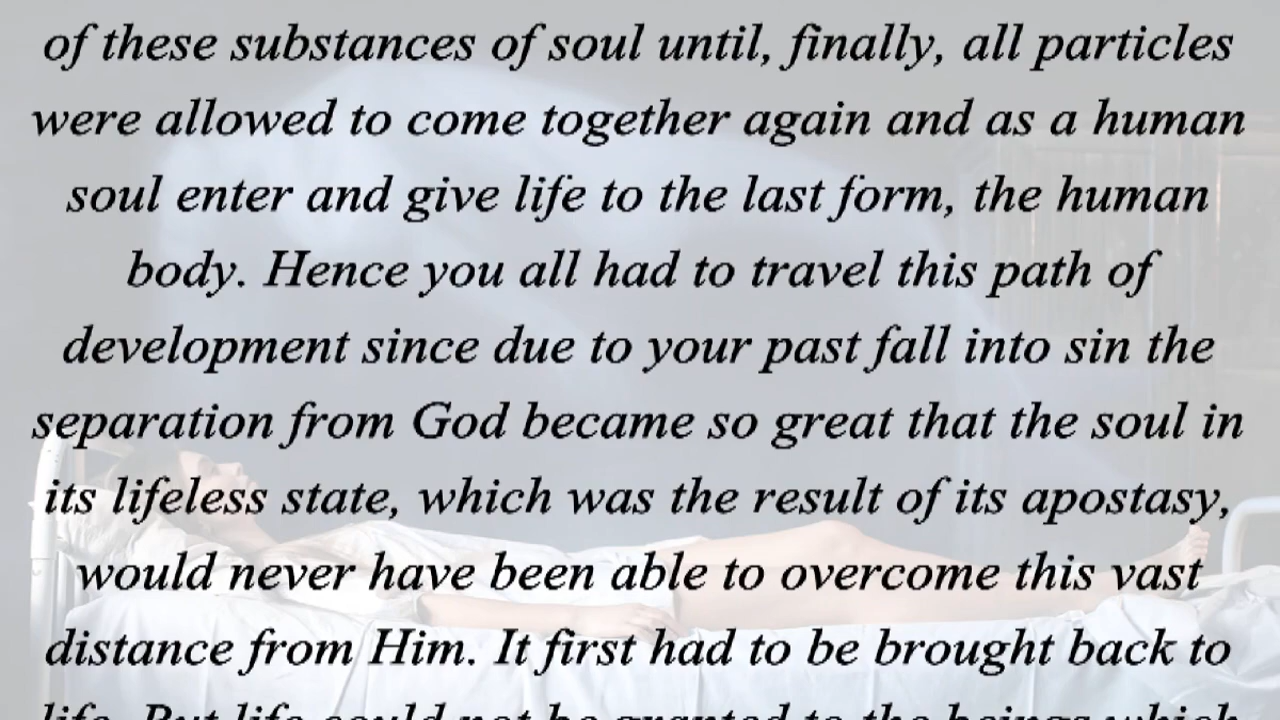 of these substances of soul until, finally, all particles
were allowed to come together again and as a human
soul enter and give life to the last form, the human
body. Hence you all had to travel this path of
development since due to your past fall into sin the
separation from God became so great that the soul in
its lifeless state, which was the result of its apostasy,
would never have been able to overcome this vast
distance from Him. It first had to be brought back to
life. But life could not be granted to the beings which